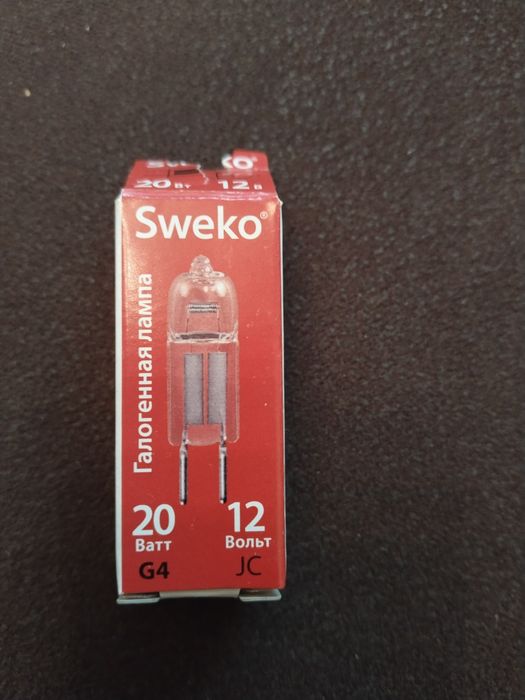 20 Вт 12 В
Sweko®
Галогенная лампа
20 12
Ватт Вольт
G4 JC